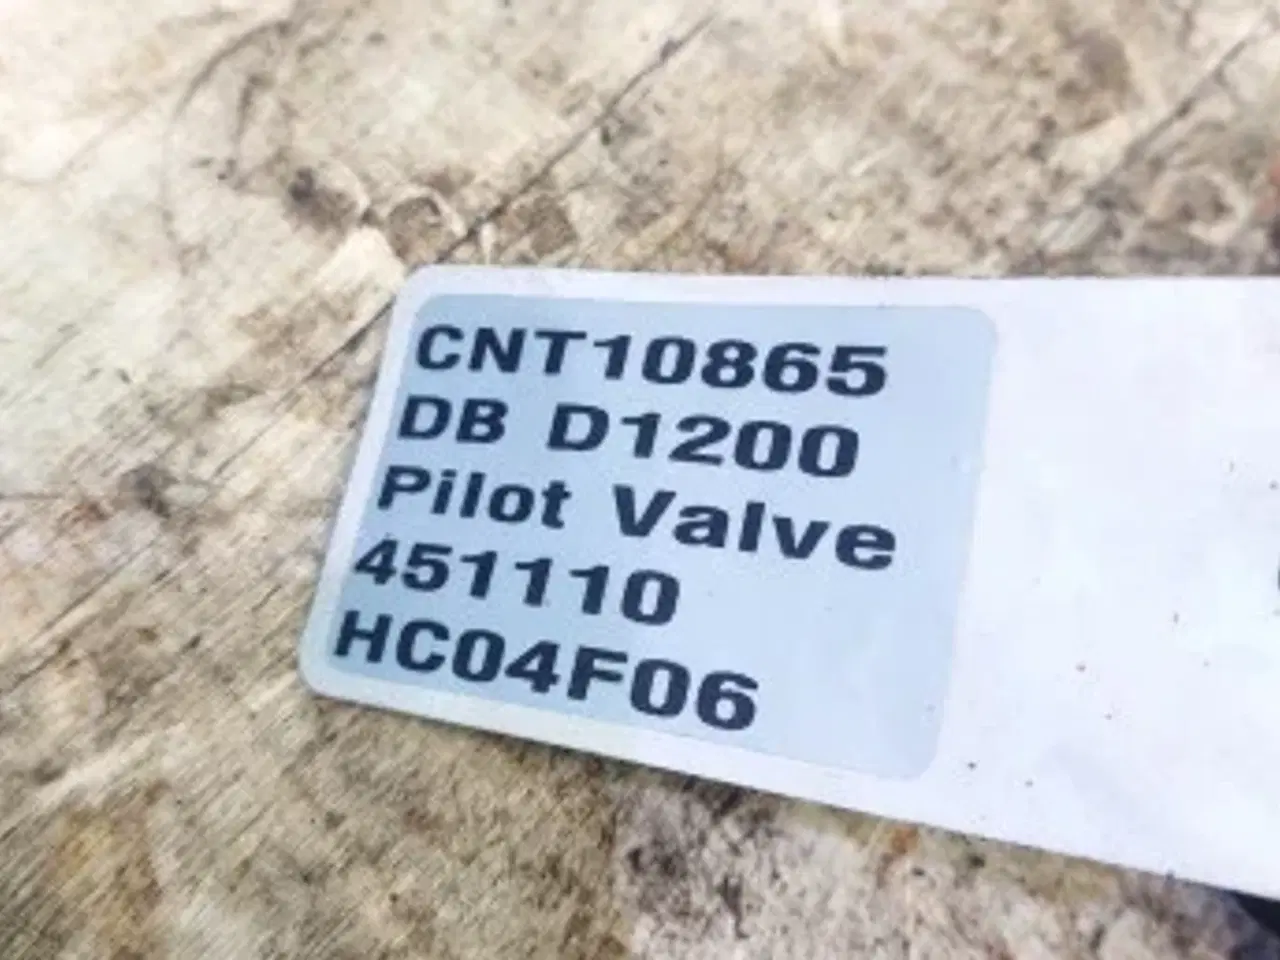 CNT10865
DB D1200
Pilot Valve
451110
HC04F06